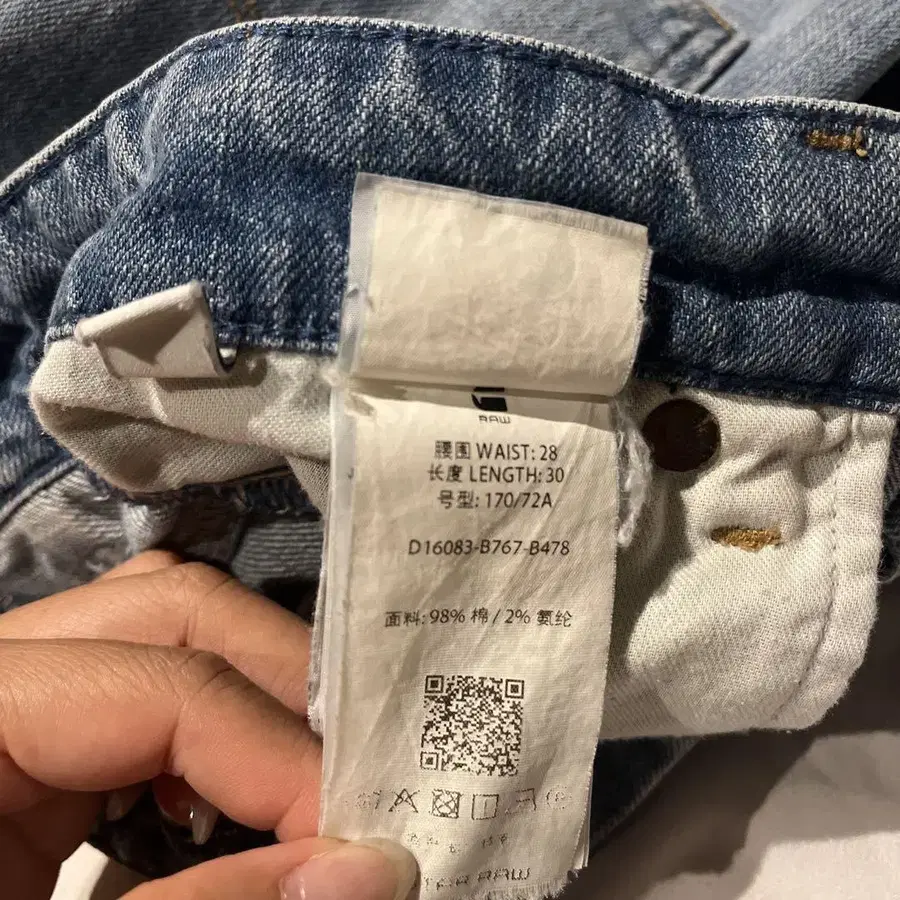 RAW
腰围 WAIST: 28
长度 LENGTH: 30
号型: 170/72A
D16083-B767-B478
面料: 98% 棉 / 2% 氨纶
RAW